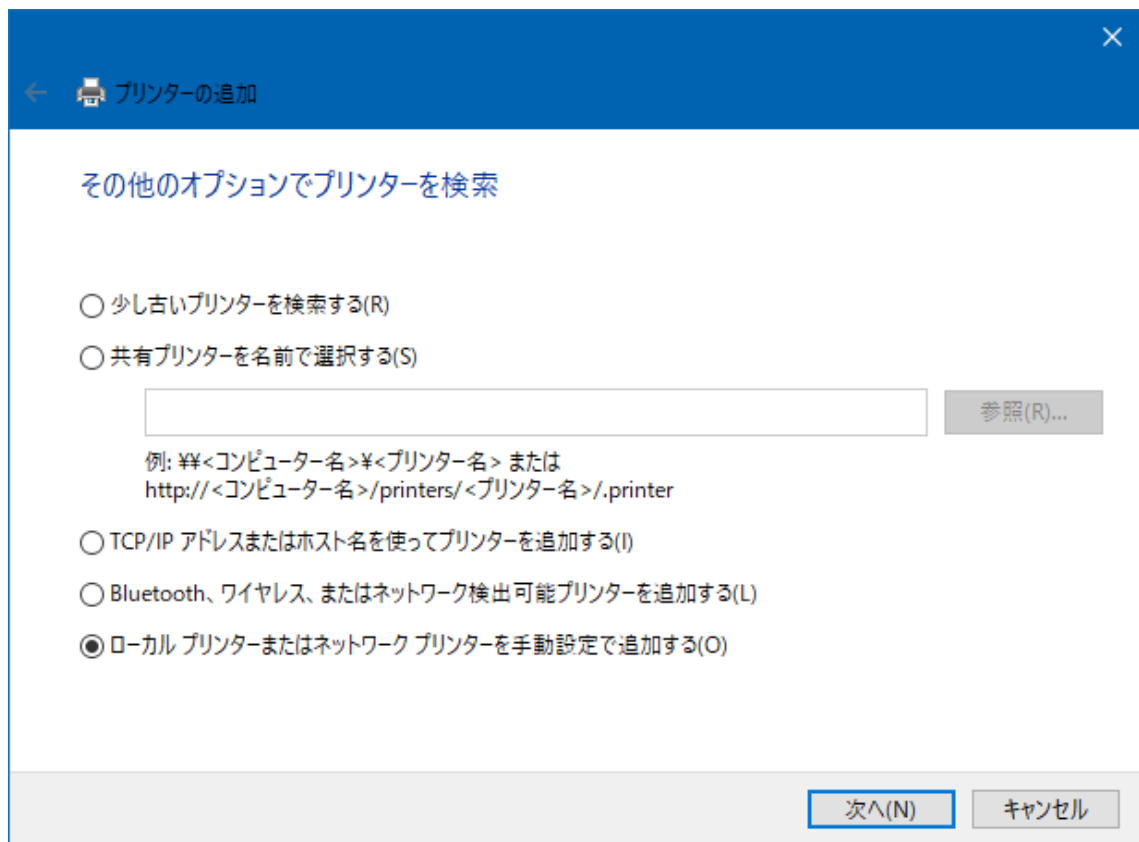 プリンターの追加
その他のオプションでプリンターを検索
少し古いプリンターを検索する(R)
共有プリンターを名前で選択する(S)
参照(R)...
例: ¥¥<コンピューター名>¥<プリンター名> または
http://<コンピューター名>/printers/<プリンター名>/.printer
TCP/IP アドレスまたはホスト名を使ってプリンターを追加する(I)
Bluetooth、ワイヤレス、またはネットワーク検出可能プリンターを追加する(L)
ローカル プリンターまたはネットワーク プリンターを手動設定で追加する(O)
次へ(N)
キャンセル